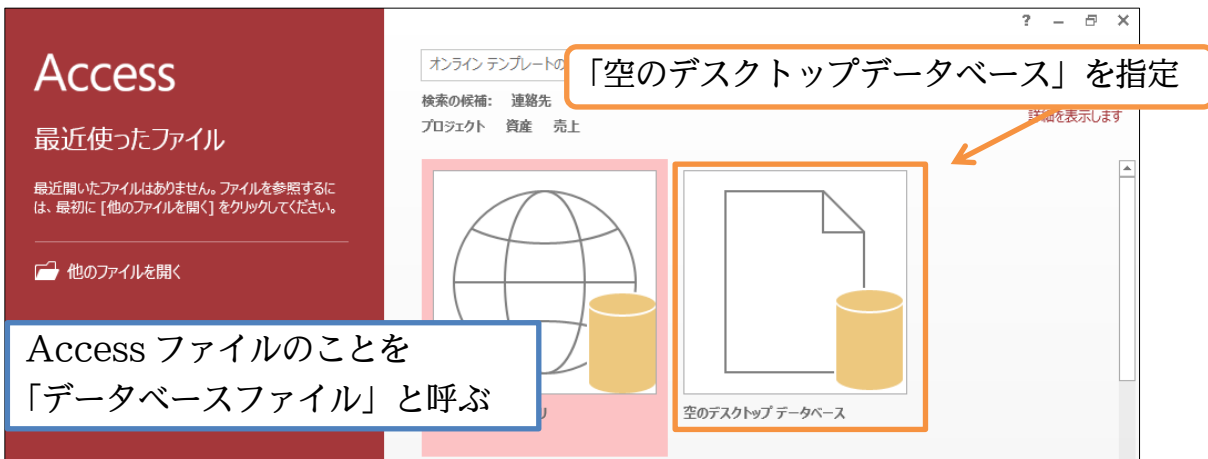 ? – ×
Access
最近使ったファイル
最近開いたファイルはありません。ファイルを参照するに
は、最初に [他のファイルを開く] をクリックしてください。
他のファイルを開く
オンライン テンプレートの
「空のデスクトップデータベース」を指定
検索の候補: 連絡先
プロジェクト 資産 売上
詳細を表示します
空のデスクトップ データベース
Access ファイルのことを
「データベースファイル」と呼ぶ